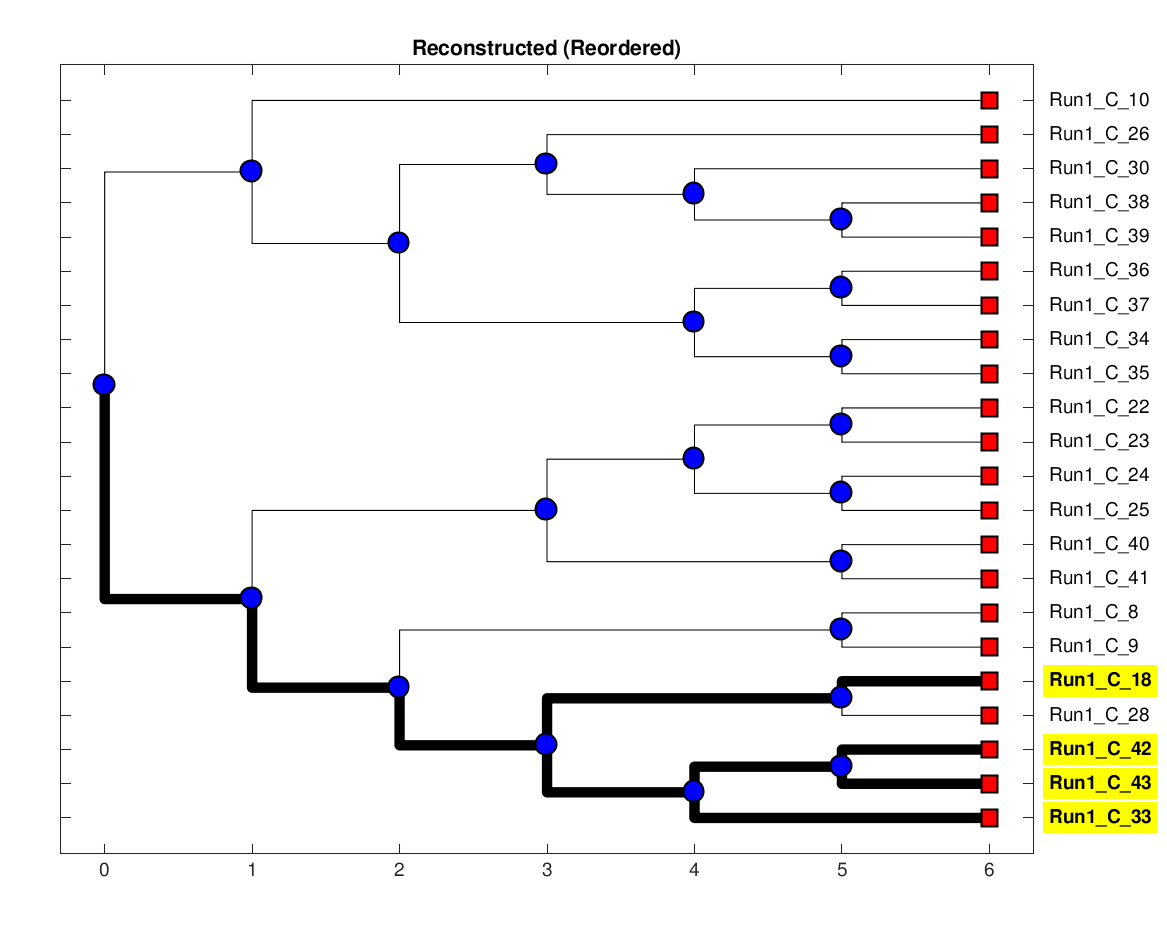 Reconstructed (Reordered)
Run1_C_10
Run1_C_26
Run1_C_30
Run1_C_38
Run1_C_39
Run1_C_36
Run1_C_37
Run1_C_34
Run1_C_35
Run1_C_22
Run1_C_23
Run1_C_24
Run1_C_25
Run1_C_40
Run1_C_41
Run1_C_8
Run1_C_9
Run1_C_18
Run1_C_28
Run1_C_42
Run1_C_43
Run1_C_33
0 1 2 3 4 5 6